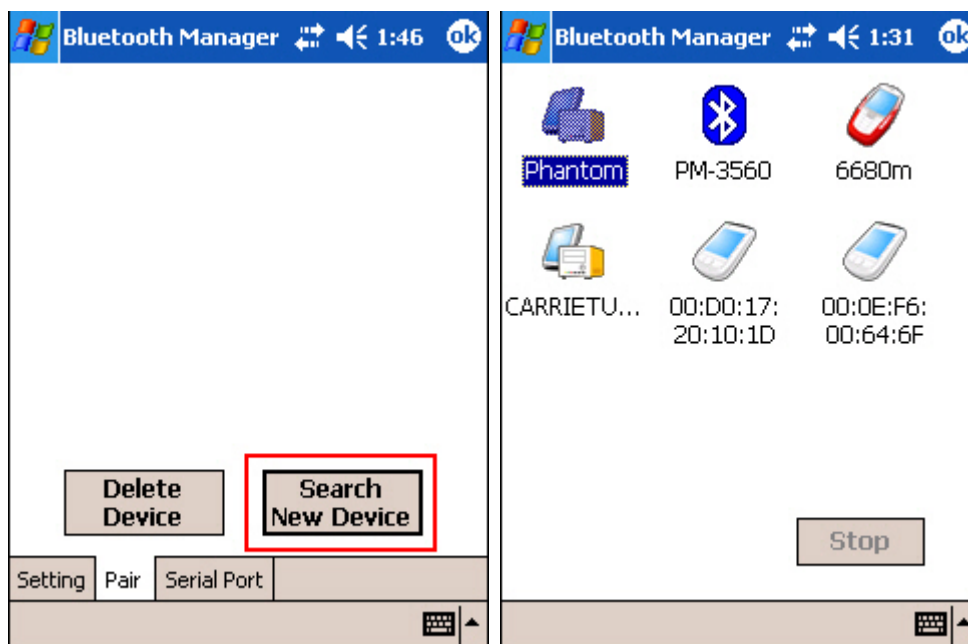 Bluetooth Manager 1:46 ok
Delete
Device
Search
New Device
Setting Pair Serial Port
Bluetooth Manager 1:31 ok
Phantom PM-3560 6680m
CARRIETU... 00:D0:17: 00:0E:F6:
20:10:1D 00:64:6F
Stop